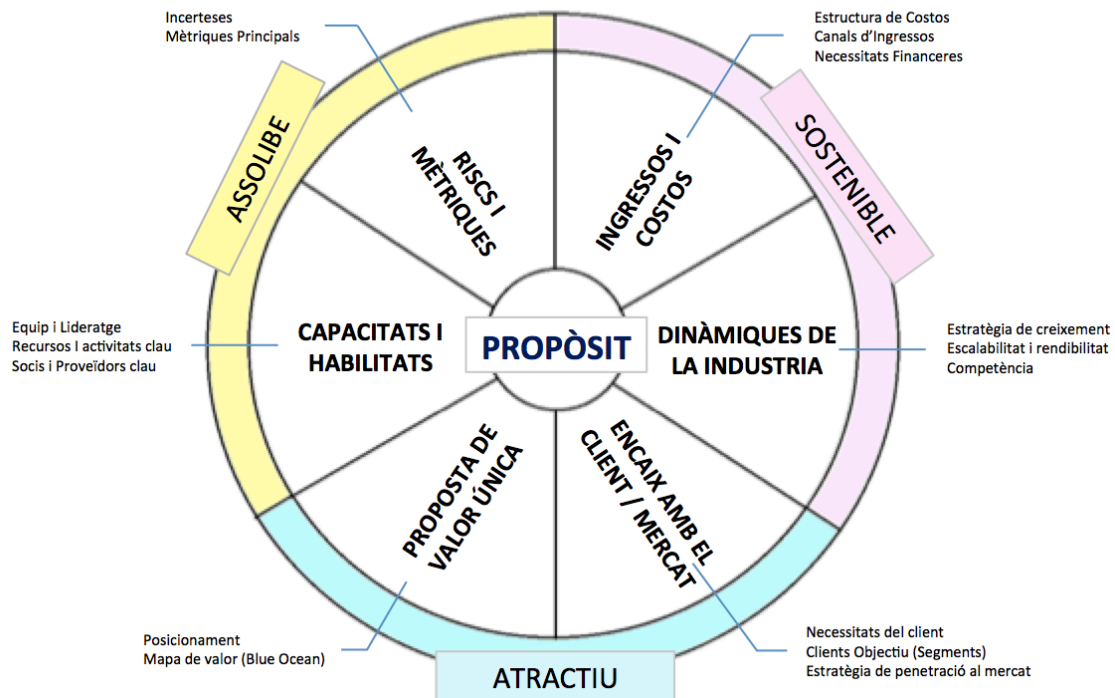 Incerteses
Mètriques Principals
Estructura de Costos
Canals d'Ingressos
Necessitats Financeres
ASSOLIBE
SOSTENIBLE
RISCS I
MÈTRIQUES
INGRESSOS I
COSTOS
Equip i Lideratge
Recursos I activitats clau
Socis i Proveïdors clau
CAPACITATS I
HABILITATS
PROPÒSIT
DINÀMIQUES DE
LA INDUSTRIA
Estratègia de creixement
Escalabilitat i rendibilitat
Competència
PROPOSTA DE
VALOR ÚNICA
ENCAIX AMB EL
CLIENT / MERCAT
Posicionament
Mapa de valor (Blue Ocean)
Necessitats del client
Clients Objectiu (Segments)
Estratègia de penetració al mercat
ATRACTIU